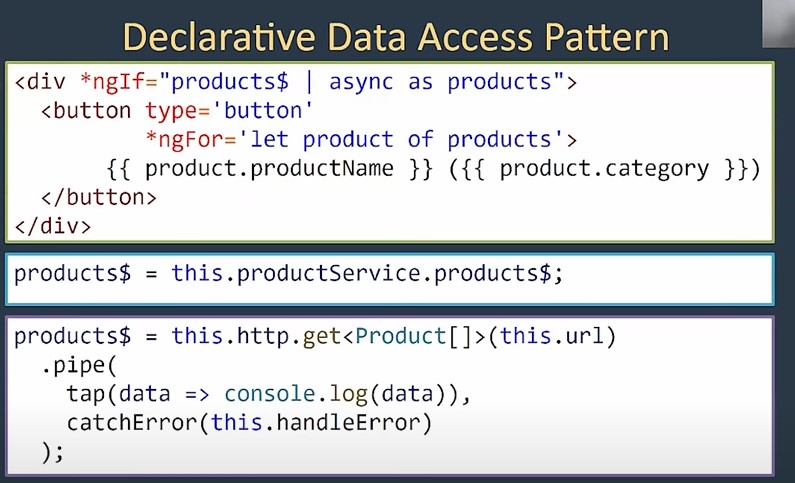 Declarative Data Access Pattern
<div *ngIf="products$ | async as products">
  <button type='button'
          *ngFor='let product of products'>
       {{ product.productName }} ({{ product.category }})
  </button>
</div>
products$ = this.productService.products$;
products$ = this.http.get<Product[]>(this.url)
  .pipe(
    tap(data => console.log(data)),
    catchError(this.handleError)
  );